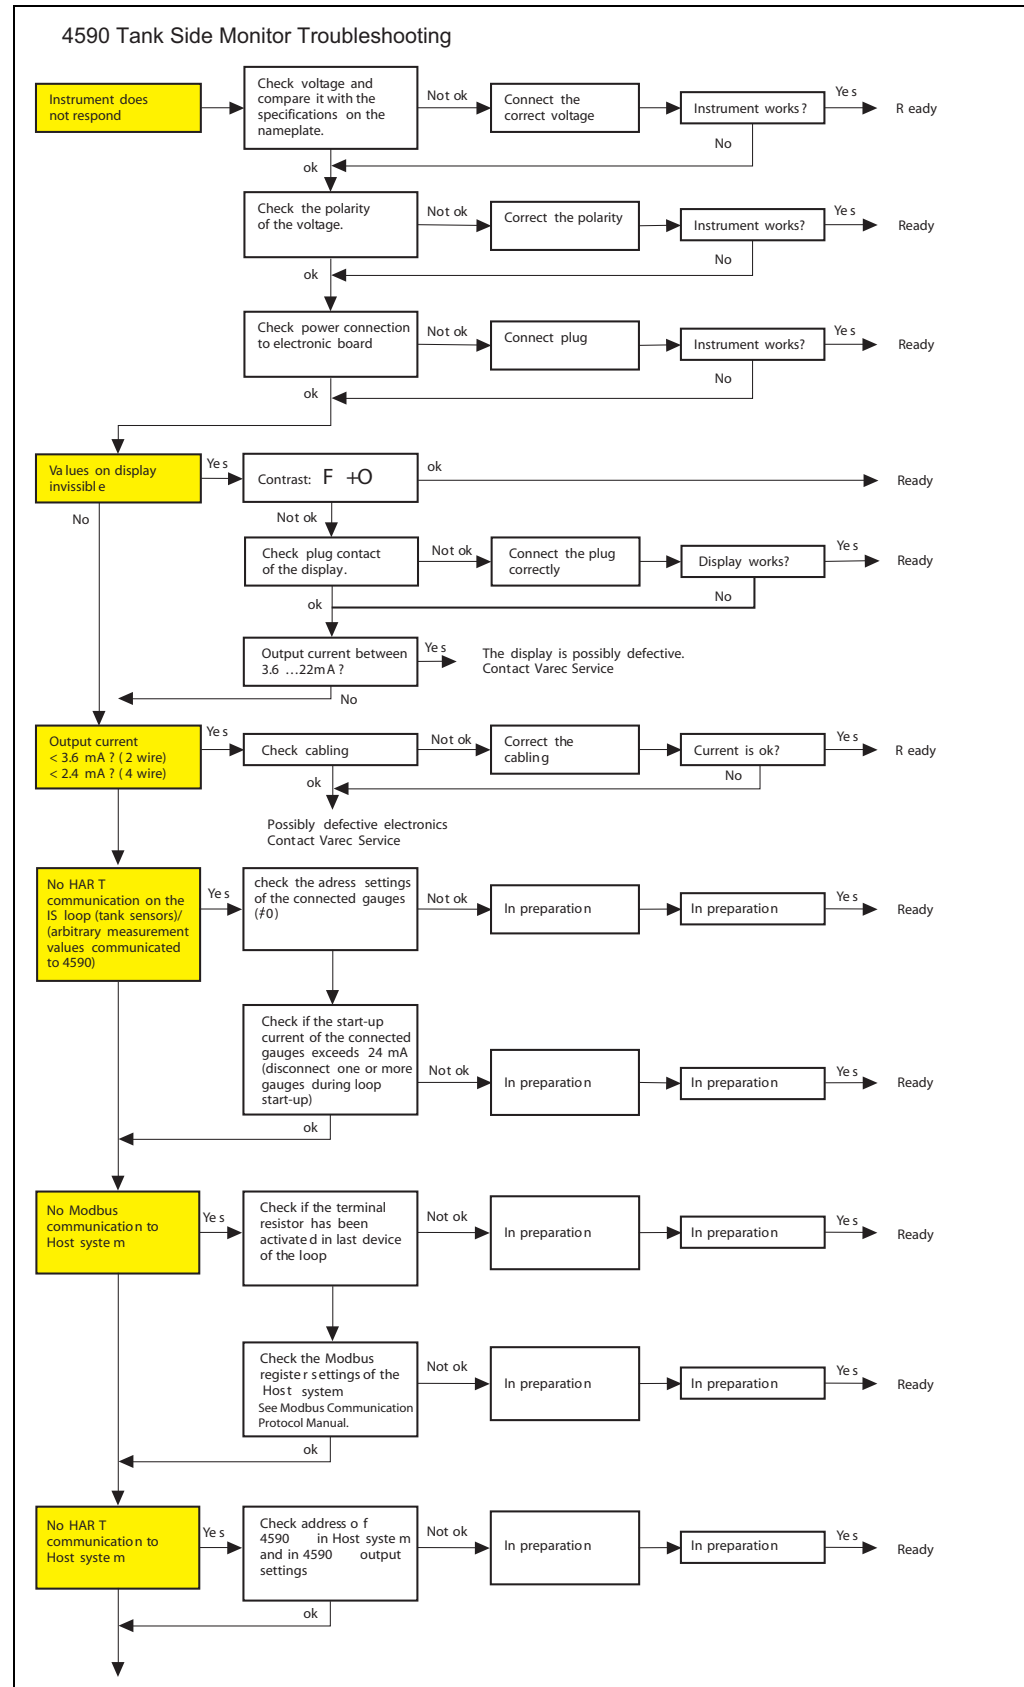 4590 Tank Side Monitor Troubleshooting
Instrument does
not respond
Check voltage and
compare it with the
specifications on the
nameplate.
Not ok
Connect the
correct voltage
Instrument works?
Yes
R eady
No
ok
Check the polarity
of the voltage.
Not ok
Correct the polarity
Instrument works?
Yes
Ready
No
ok
Check power connection
to electronic board
Not ok
Connect plug
Instrument works?
Yes
Ready
No
ok
Values on display
invissible
Yes
Contrast: F +O
ok
Ready
No
Not ok
Check plug contact
of the display.
Not ok
Connect the plug
correctly
Display works?
Yes
Ready
No
ok
Output current between
3.6 ...22mA ?
Yes
The display is possibly defective.
Contact Varec Service
No
Output current
< 3.6 mA ? ( 2 wire)
< 2.4 mA ? ( 4 wire)
Yes
Check cabling
Not ok
Correct the
cabling
Current is ok?
Yes
R eady
No
ok
Possibly defective electronics
Contact Varec Service
No HAR T
communication on the
IS loop (tank sensors)/
(arbitrary measurement
values communicated
to 4590)
Yes
check the adress settings
of the connected gauges
(≠0)
Not ok
In preparation
In preparation
Yes
Ready
Check if the start-up
current of the connected
gauges exceeds 24 mA
(disconnect one or more
gauges during loop
start-up)
Not ok
In preparation
In preparation
Yes
Ready
ok
No Modbus
communication to
Host system
Yes
Check if the terminal
resistor has been
activated in last device
of the loop
Not ok
In preparation
In preparation
Yes
Ready
Check the Modbus
register settings of the
Host system
See Modbus Communication
Protocol Manual.
Not ok
In preparation
In preparation
Yes
Ready
ok
No HAR T
communication to
Host system
Yes
Check address o f
4590 in Host system
and in 4590 output
settings
Not ok
In preparation
In preparation
Yes
Ready
ok